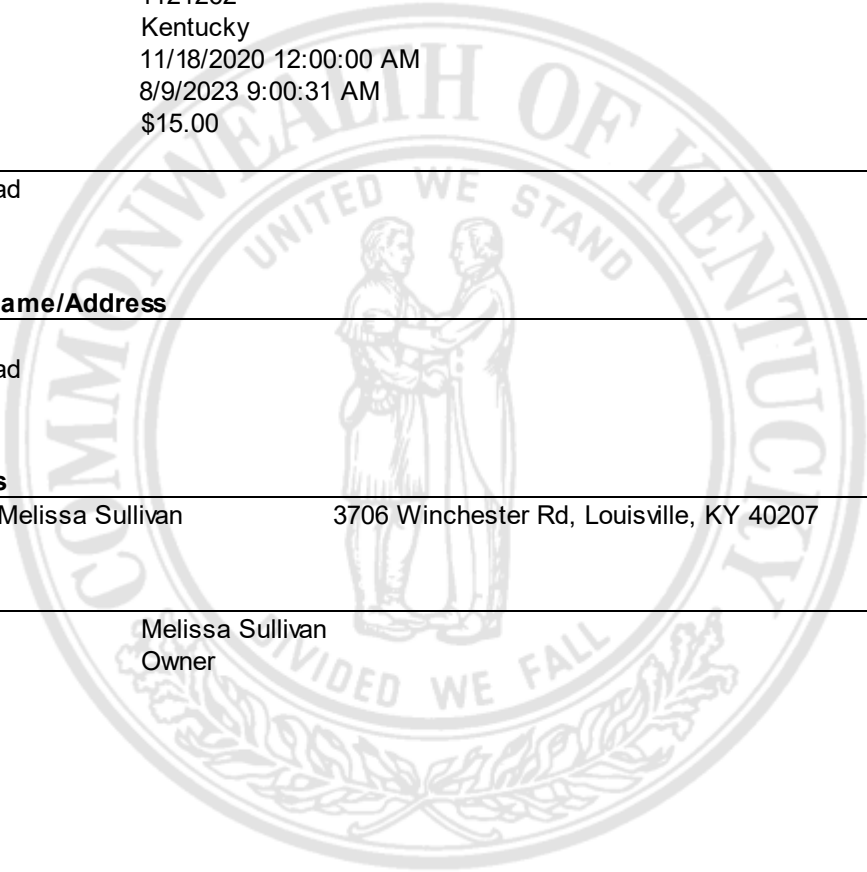 Kentucky
11/18/2020 12:00:00 AM
8/9/2023 9:00:31 AM
$15.00
ad
ame/Address
ad
s
Melissa Sullivan 3706 Winchester Rd, Louisville, KY 40207
Melissa Sullivan
Owner
COMMONWEALTH OF KENTUCKY
UNITED WE STAND
DIVIDED WE FALL